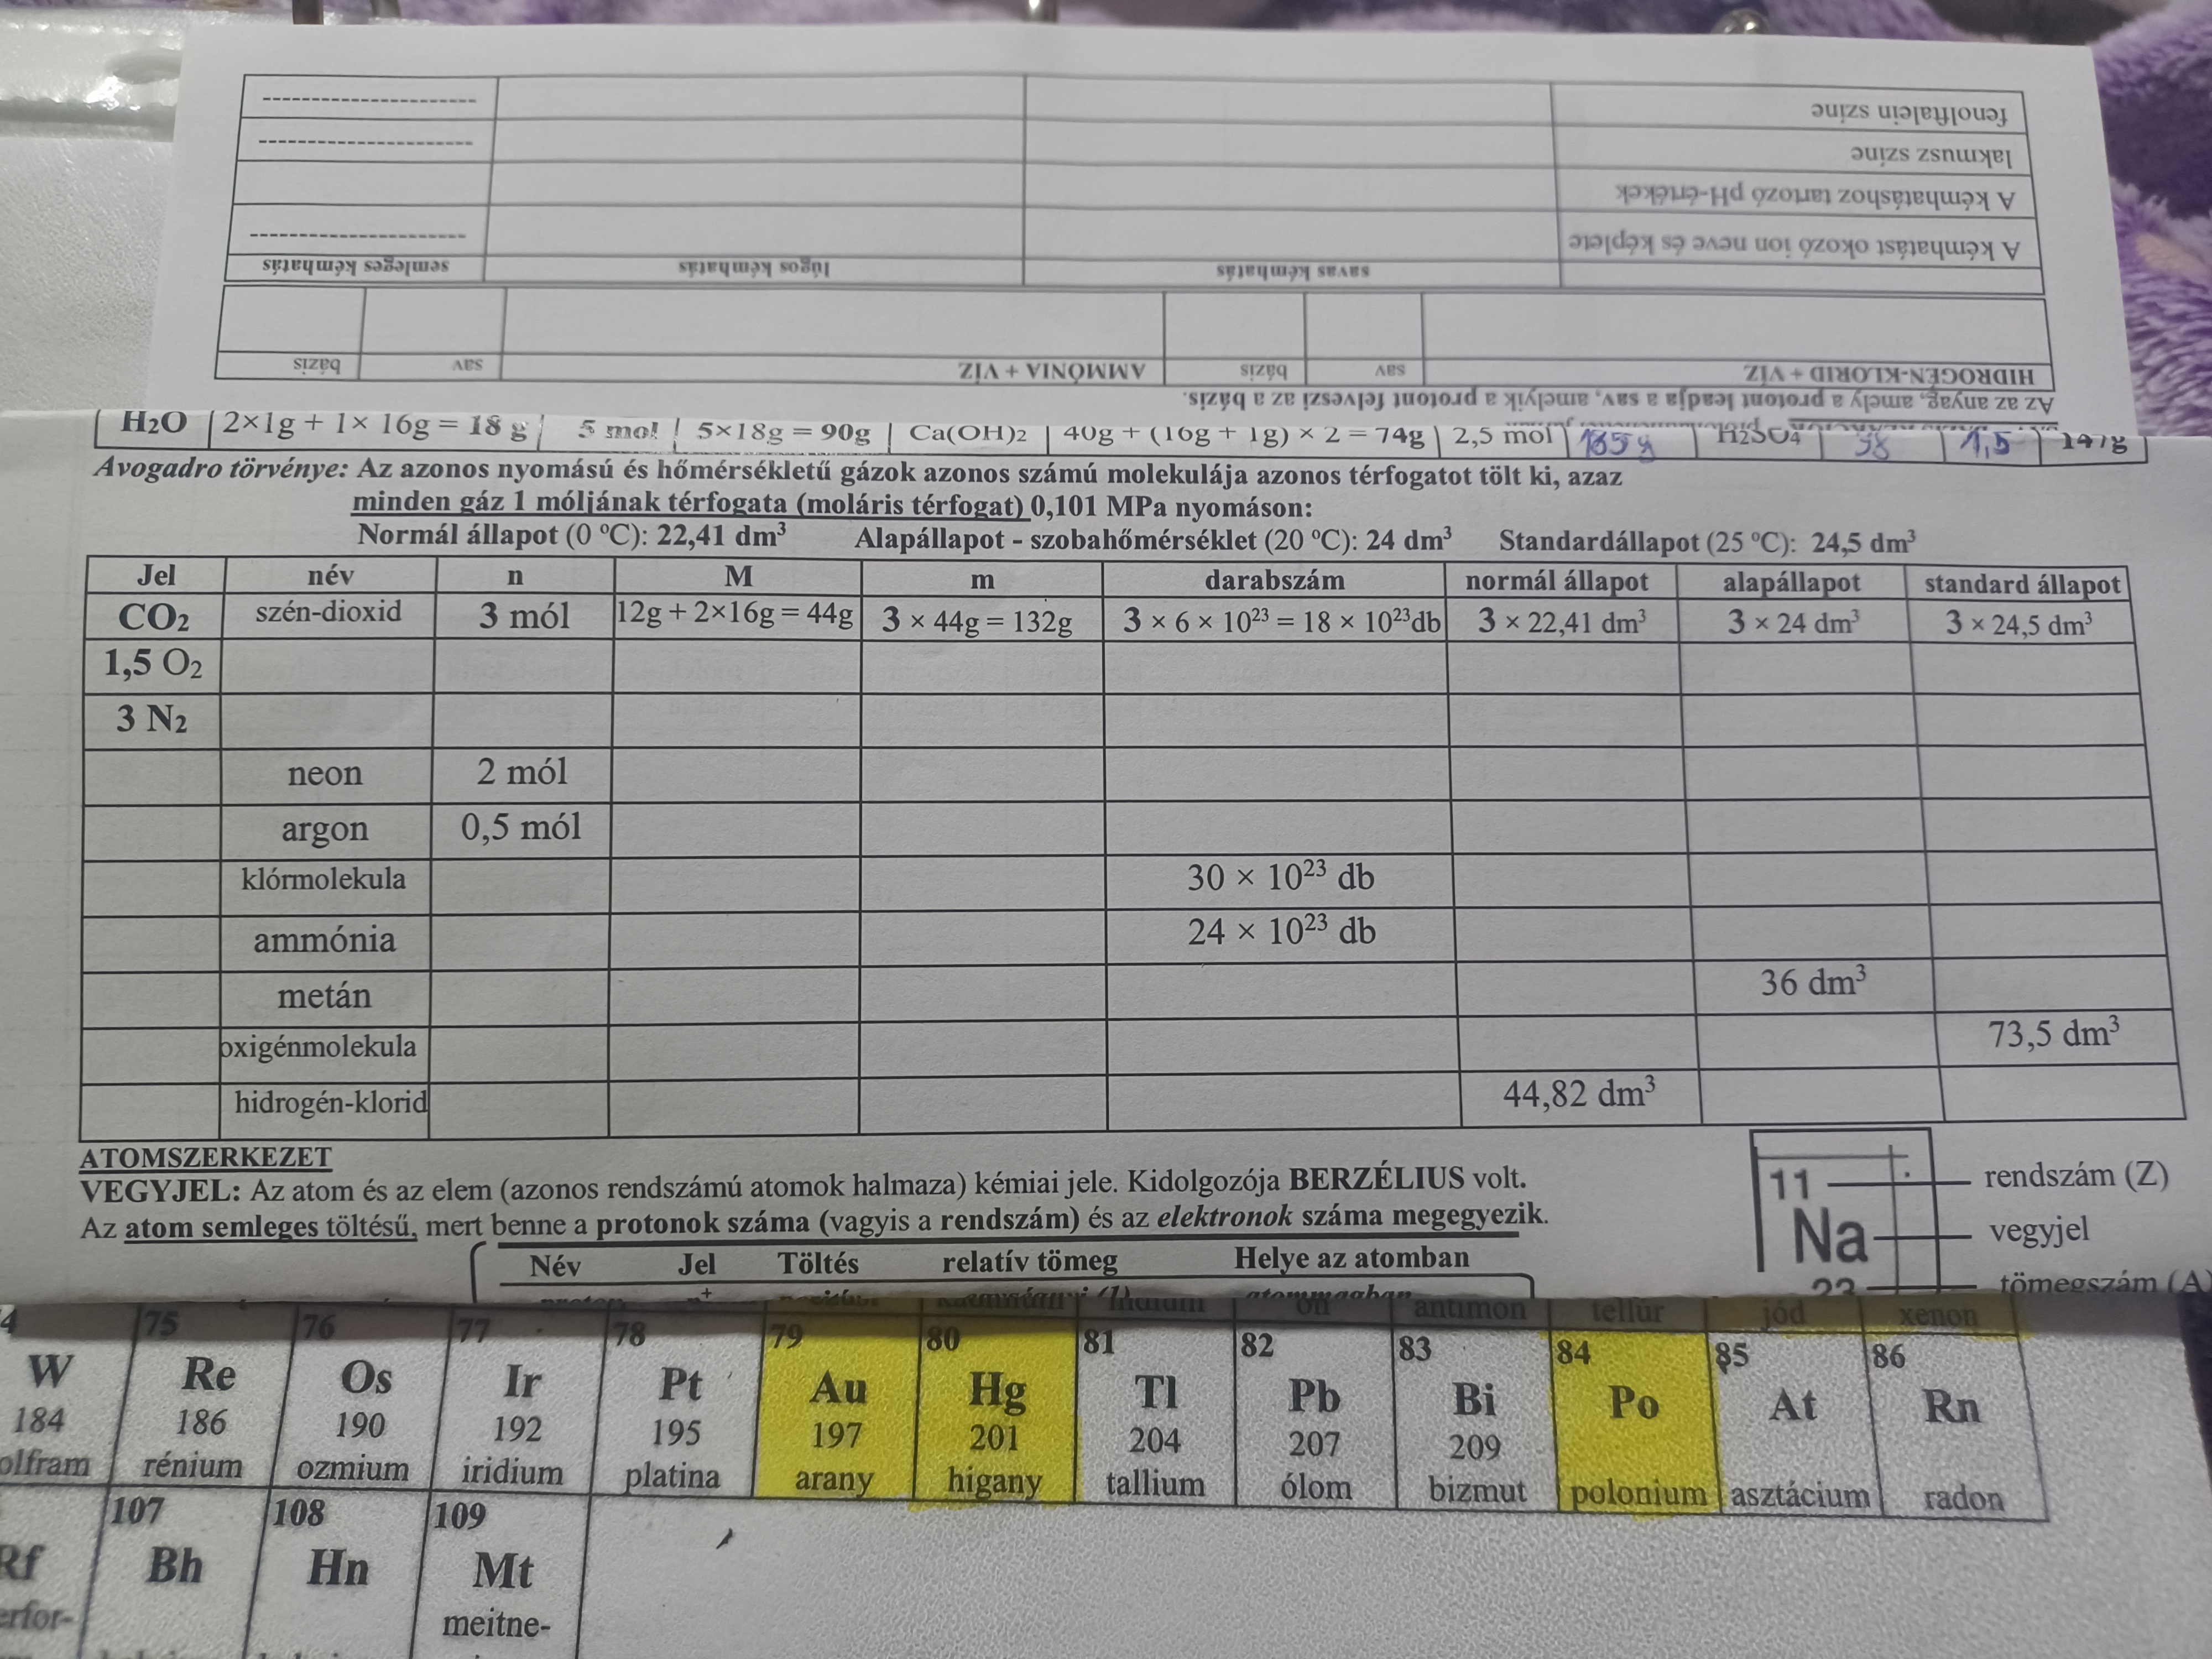 fenolftalein színe
lakmusz színe
A kémhatáshoz tartozó pH-értékek
A kémhatást okozó ion neve és képlete
savas kémhatás lúgos kémhatás semleges kémhatás
HIDROGÉN-KLORID + VÍZ sav bázis AMMÓNIA + VÍZ sav bázis
Az az anyag, amely a protont leadja a sav, amelyik a protont felveszi az a bázis.
H2O 2×1g + 1× 16g = 18 g 5 mol 5×18g = 90g Ca(OH)2 40g + (16g + 1g) × 2 = 74g 2,5 mol H2SO4 98 1,5 147g
Avogadro törvénye: Az azonos nyomású és hőmérsékletű gázok azonos számú molekulája azonos térfogatot tölt ki, azaz
minden gáz 1 móljának térfogata (moláris térfogat) 0,101 MPa nyomáson:
Normál állapot (0 ºC): 22,41 dm³ Alapállapot - szobahőmérséklet (20 ºC): 24 dm³ Standardállapot (25 ºC): 24,5 dm³
Jel név n M m darabszám normál állapot alapállapot standard állapot
CO2 szén-dioxid 3 mól 12g + 2×16g = 44g 3 × 44g = 132g 3 × 6 × 10²³ = 18 × 10²³db 3 × 22,41 dm³ 3 × 24 dm³ 3 × 24,5 dm³
1,5 O2
3 N2
neon 2 mól
argon 0,5 mól
klórmolekula 30 × 10²³ db
ammónia 24 × 10²³ db
metán 36 dm³
oxigénmolekula 73,5 dm³
hidrogén-klorid 44,82 dm³
ATOMSZERKEZET
VEGYJEL: Az atom és az elem (azonos rendszámú atomok halmaza) kémiai jele. Kidolgozója BERZÉLIUS volt.
Az atom semleges töltésű, mert benne a protonok száma (vagyis a rendszám) és az elektronok száma megegyezik.
11 rendszám (Z)
Na vegyjel
23 tömegszám (A)
Név Jel Töltés relatív tömeg Helye az atomban
ón antimon tellúr jód xenon
4 75 76 77 78 79 80 81 82 83 84 85 86
W Re Os Ir Pt Au Hg Tl Pb Bi Po At Rn
184 186 190 192 195 197 201 204 207 209
olfram rénium ozmium iridium platina arany higany tallium ólom bizmut polonium asztácium radon
107 108 109
Rf Bh Hn Mt
erfor- meitne-